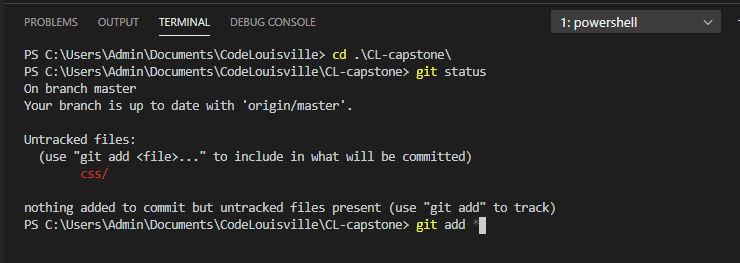 PROBLEMS OUTPUT TERMINAL DEBUG CONSOLE 1: powershell
PS C:\Users\Admin\Documents\CodeLouisville> cd .\CL-capstone\
PS C:\Users\Admin\Documents\CodeLouisville\CL-capstone> git status
On branch master
Your branch is up to date with 'origin/master'.
Untracked files:
(use "git add <file>..." to include in what will be committed)
css/
nothing added to commit but untracked files present (use "git add" to track)
PS C:\Users\Admin\Documents\CodeLouisville\CL-capstone> git add *